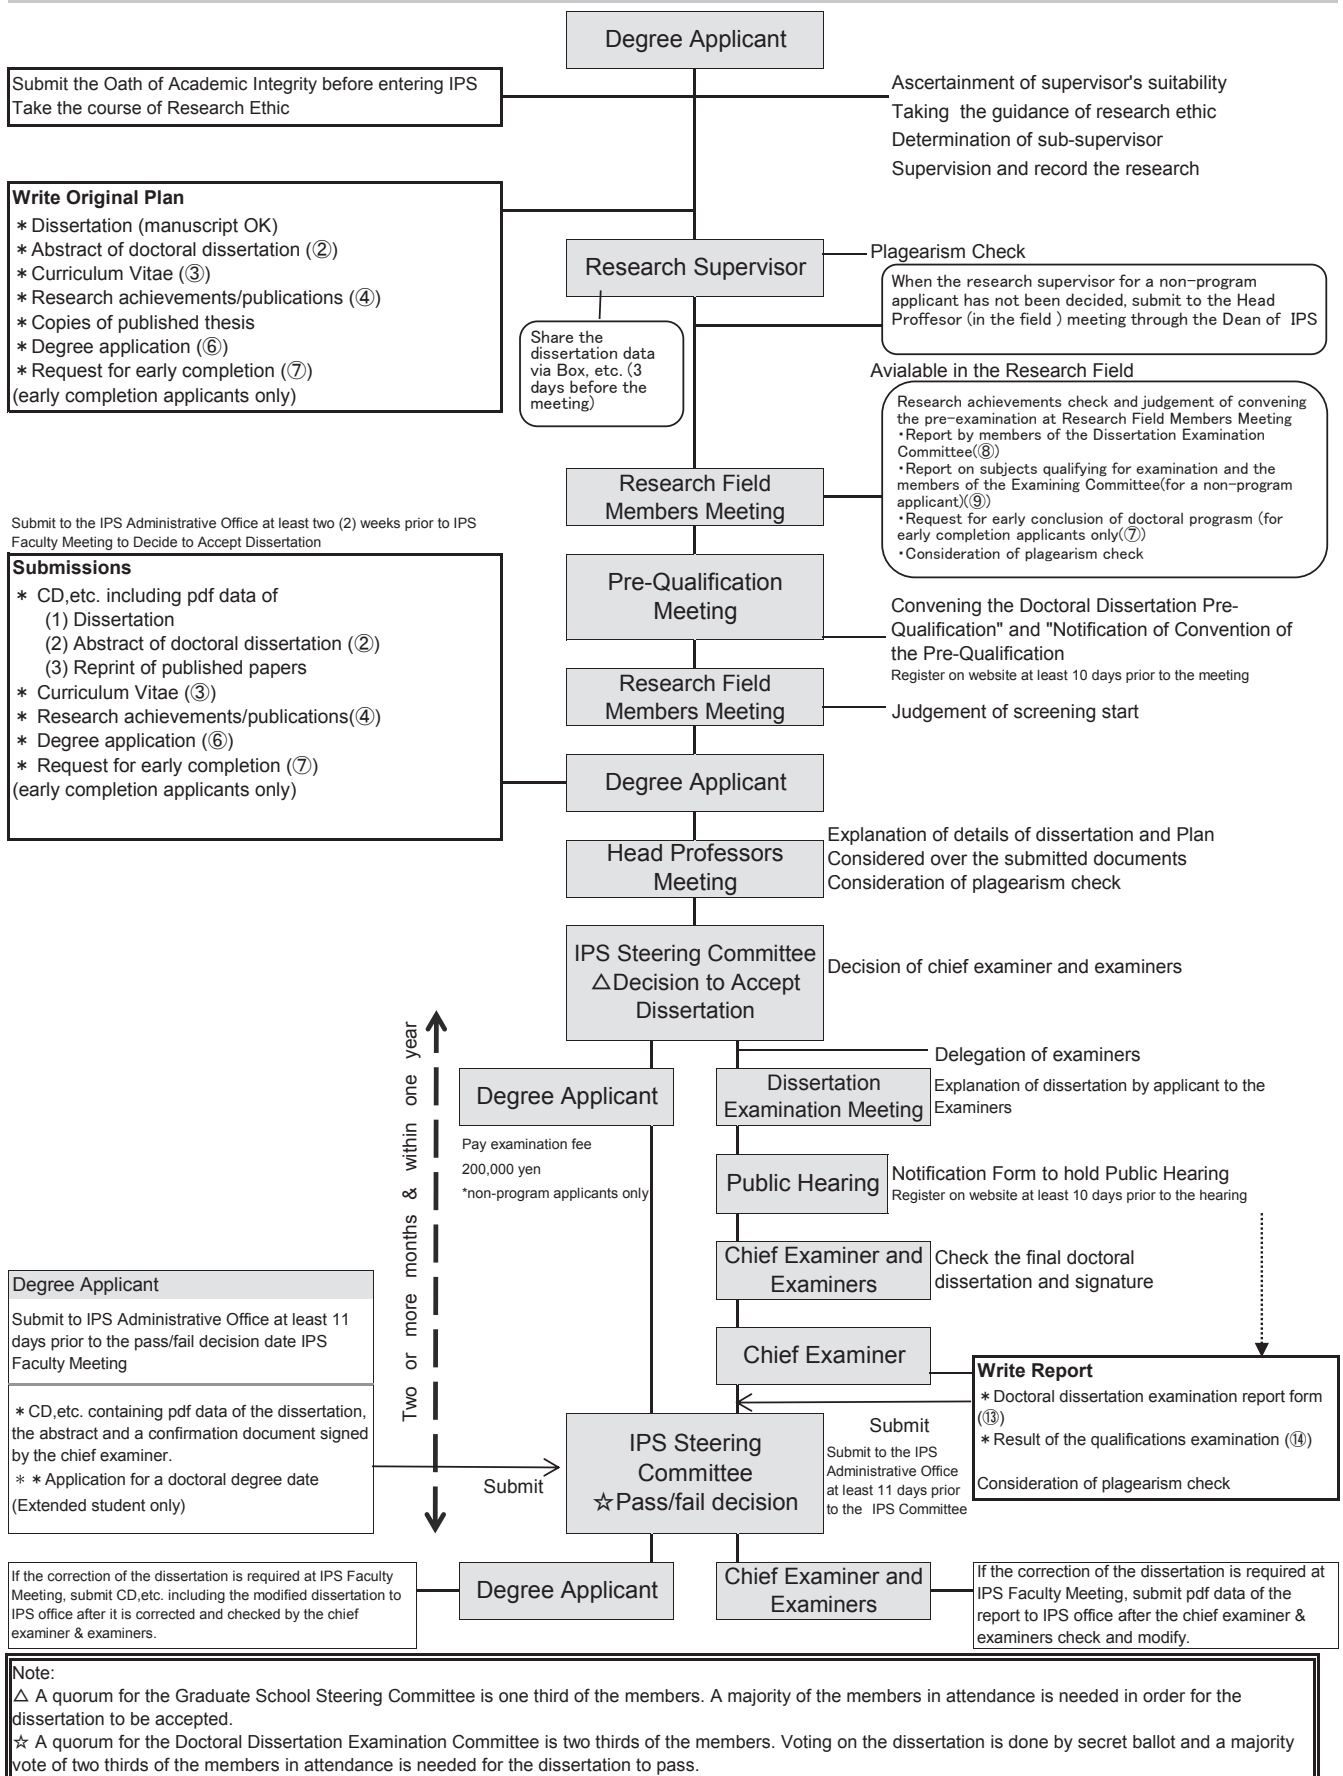 Degree Applicant
Submit the Oath of Academic Integrity before entering IPS
Take the course of Research Ethic
Ascertainment of supervisor's suitability
Taking the guidance of research ethic
Determination of sub-supervisor
Supervision and record the research
Write Original Plan
* Dissertation (manuscript OK)
* Abstract of doctoral dissertation (②)
* Curriculum Vitae (③)
* Research achievements/publications (④)
* Copies of published thesis
* Degree application (⑥)
* Request for early completion (⑦)
(early completion applicants only)
Research Supervisor
Plagearism Check
When the research supervisor for a non-program
applicant has not been decided, submit to the Head
Proffesor (in the field ) meeting through the Dean of IPS
Share the
dissertation data
via Box, etc. (3
days before the
meeting)
Avialable in the Research Field
Research achievements check and judgement of convening
the pre-examination at Research Field Members Meeting
・Report by members of the Dissertation Examination
Committee(⑧)
・Report on subjects qualifying for examination and the
members of the Examining Committee(for a non-program
applicant)(⑨)
・Request for early conclusion of doctoral prograsm (for
early completion applicants only(⑦)
・Consideration of plagearism check
Research Field
Members Meeting
Submit to the IPS Administrative Office at least two (2) weeks prior to IPS
Faculty Meeting to Decide to Accept Dissertation
Submissions
* CD,etc. including pdf data of
(1) Dissertation
(2) Abstract of doctoral dissertation (②)
(3) Reprint of published papers
* Curriculum Vitae (③)
* Research achievements/publications(④)
* Degree application (⑥)
* Request for early completion (⑦)
(early completion applicants only)
Pre-Qualification
Meeting
Convening the Doctoral Dissertation Pre-
Qualification" and "Notification of Convention of
the Pre-Qualification
Register on website at least 10 days prior to the meeting
Research Field
Members Meeting
Judgement of screening start
Degree Applicant
Head Professors
Meeting
Explanation of details of dissertation and Plan
Considered over the submitted documents
Consideration of plagearism check
IPS Steering Committee
△Decision to Accept
Dissertation
Decision of chief examiner and examiners
Two or more months & within one year
Delegation of examiners
Degree Applicant
Pay examination fee
200,000 yen
*non-program applicants only
Dissertation
Examination Meeting
Explanation of dissertation by applicant to the
Examiners
Public Hearing
Notification Form to hold Public Hearing
Register on website at least 10 days prior to the hearing
Chief Examiner and
Examiners
Check the final doctoral
dissertation and signature
Chief Examiner
Write Report
* Doctoral dissertation examination report form
(⑬)
* Result of the qualifications examination (⑭)
Consideration of plagearism check
Submit
Submit to the IPS
Administrative Office
at least 11 days prior
to the IPS Committee
Degree Applicant
Submit to IPS Administrative Office at least 11
days prior to the pass/fail decision date IPS
Faculty Meeting
* CD,etc. containing pdf data of the dissertation,
the abstract and a confirmation document signed
by the chief examiner.
* * Application for a doctoral degree date
(Extended student only)
Submit
IPS Steering
Committee
☆Pass/fail decision
If the correction of the dissertation is required at IPS Faculty
Meeting, submit CD,etc. including the modified dissertation to
IPS office after it is corrected and checked by the chief
examiner & examiners.
Degree Applicant
Chief Examiner and
Examiners
If the correction of the dissertation is required at
IPS Faculty Meeting, submit pdf data of the
report to IPS office after the chief examiner &
examiners check and modify.
Note:
△ A quorum for the Graduate School Steering Committee is one third of the members. A majority of the members in attendance is needed in order for the
dissertation to be accepted.
☆ A quorum for the Doctoral Dissertation Examination Committee is two thirds of the members. Voting on the dissertation is done by secret ballot and a majority
vote of two thirds of the members in attendance is needed for the dissertation to pass.